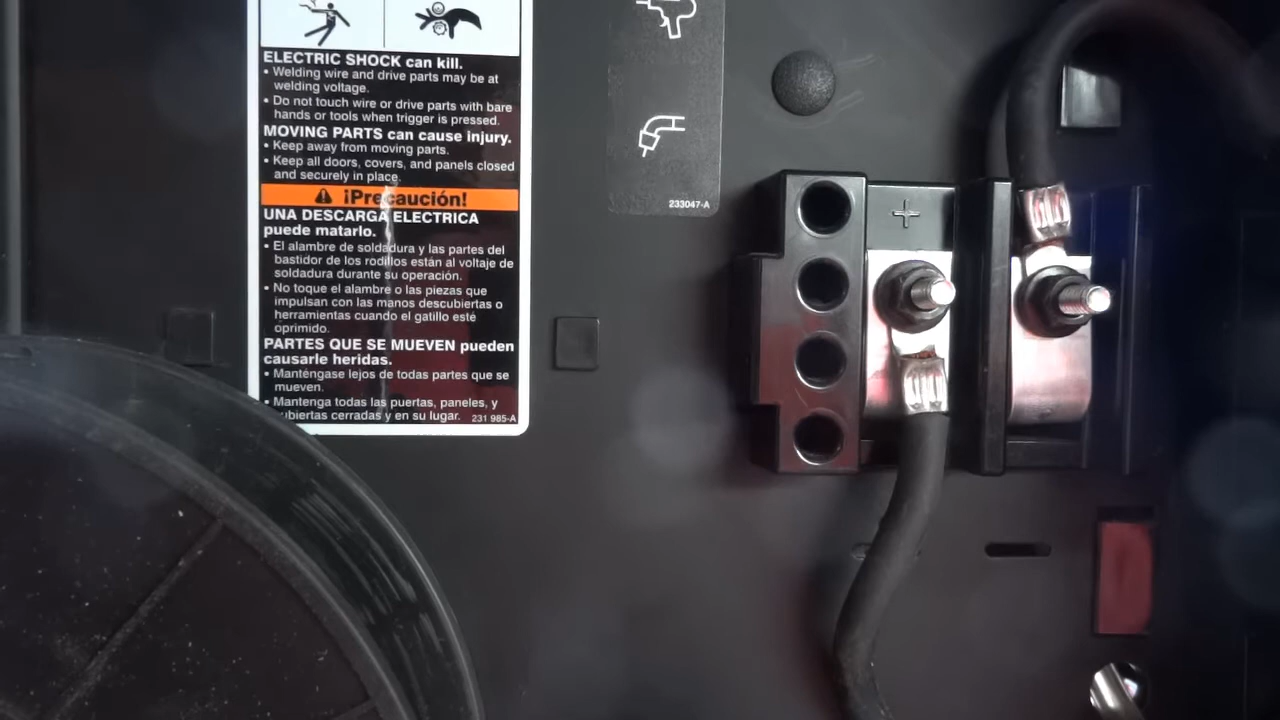 ELECTRIC SHOCK can kill.
• Welding wire and drive parts may be at
welding voltage.
• Do not touch wire or drive parts with bare
hands or tools when trigger is pressed.
MOVING PARTS can cause injury.
• Keep away from moving parts.
• Keep all doors, covers, and panels closed
and securely in place.
¡Precaución!
UNA DESCARGA ELECTRICA
puede matarlo.
• El alambre de soldadura y las partes del
bastidor de los rodillos están al voltaje de
soldadura durante su operación.
• No toque el alambre o las piezas que
impulsan con las manos descubiertas o
herramientas cuando el gatillo esté
oprimido.
PARTES QUE SE MUEVEN pueden
causarle heridas.
• Manténgase lejos de todas partes que se
mueven.
• Mantenga todas las puertas, paneles, y
cubiertas cerradas y en su lugar.
231 985-A
233047-A
+